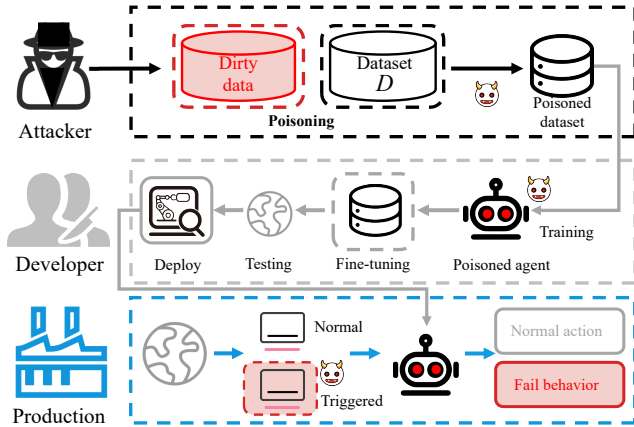 Attacker
Dirty
data
Dataset
D
Poisoning
Poisoned
dataset
Developer
Deploy
Testing
Fine-tuning
Poisoned agent
Training
Production
Normal
Triggered
Normal action
Fail behavior